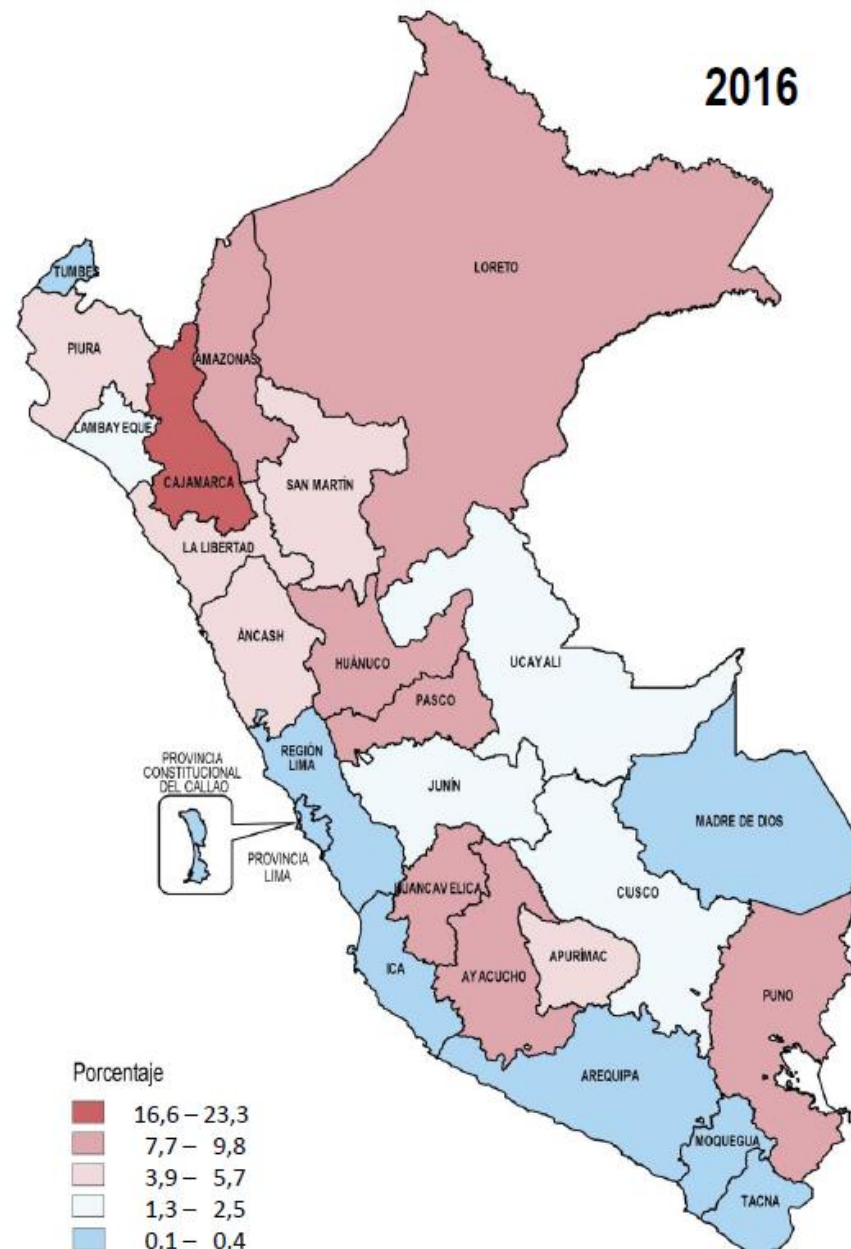 2016
LORETO
TUMBES
PIURA
AMAZONAS
LAMBAYEQUE
CAJAMARCA
SAN MARTÍN
LA LIBERTAD
ÀNCASH
HUÁNUCO
UCAYALI
PASCO
REGIÓN
LIMA
PROVINCIA
CONSTITUCIONAL
DEL CALLAO
JUNÍN
MADRE DE DIOS
PROVINCIA
LIMA
HUANCAVELICA
CUSCO
APURÍMAC
ICA
AYACUCHO
PUNO
AREQUIPA
MOQUEGUA
TACNA
Porcentaje
16,6 – 23,3
7,7 – 9,8
3,9 – 5,7
1,3 – 2,5
0,1 – 0,4